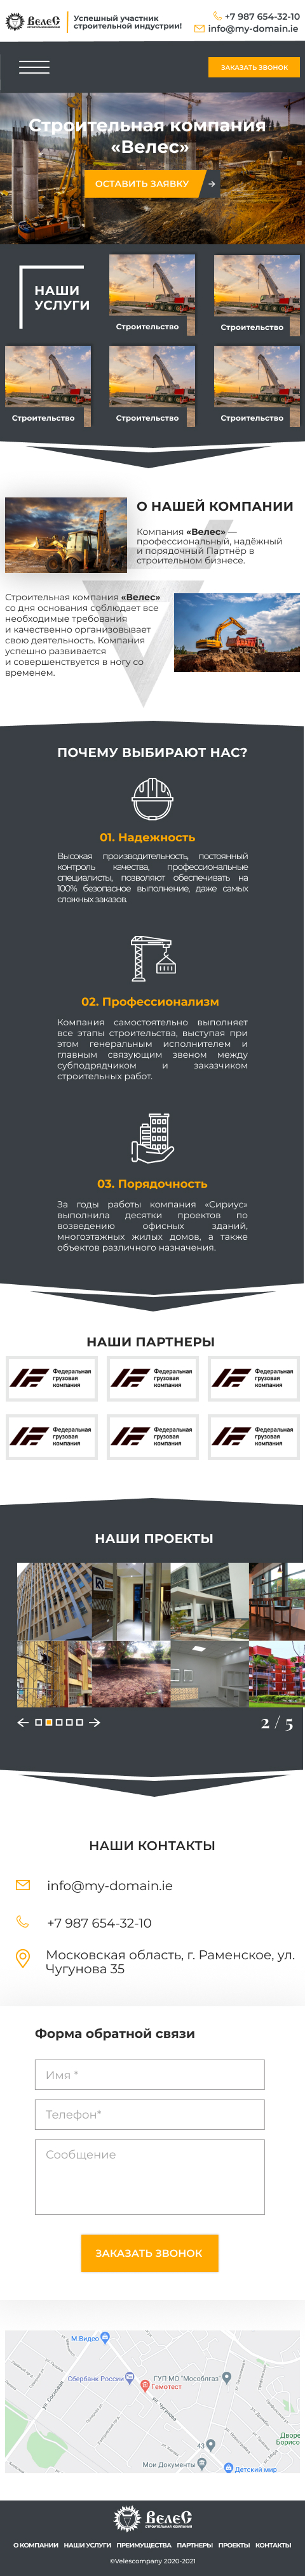 ВелеС
СТРОИТЕЛЬНАЯ КОМПАНИЯ
Успешный участник
строительной индустрии!
+7 987 654-32-10
info@my-domain.ie
ЗАКАЗАТЬ ЗВОНОК
Строительная компания
«Велес»
ОСТАВИТЬ ЗАЯВКУ
НАШИ
УСЛУГИ
Строительство
Строительство
Строительство
Строительство
Строительство
О НАШЕЙ КОМПАНИИ
Компания «Велес» —
профессиональный, надёжный
и порядочный Партнёр в
строительном бизнесе.
Строительная компания «Велес»
со дня основания соблюдает все
необходимые требования
и качественно организовывает
свою деятельность. Компания
успешно развивается
и совершенствуется в ногу со
временем.
ПОЧЕМУ ВЫБИРАЮТ НАС?
01. Надежность
Высокая производительность, постоянный
контроль качества, профессиональные
специалисты, позволяют обеспечивать на
100% безопасное выполнение, даже самых
сложных заказов.
02. Профессионализм
Компания самостоятельно выполняет
все этапы строительства, выступая при
этом генеральным исполнителем и
главным связующим звеном между
субподрядчиком и заказчиком
строительных работ.
03. Порядочность
За годы работы компания «Сириус»
выполнила десятки проектов по
возведению офисных зданий,
многоэтажных жилых домов, а также
объектов различного назначения.
НАШИ ПАРТНЕРЫ
Федеральная
грузовая
компания
Федеральная
грузовая
компания
Федеральная
грузовая
компания
Федеральная
грузовая
компания
Федеральная
грузовая
компания
Федеральная
грузовая
компания
НАШИ ПРОЕКТЫ
2 / 5
НАШИ КОНТАКТЫ
info@my-domain.ie
+7 987 654-32-10
Московская область, г. Раменское, ул.
Чугунова 35
Форма обратной связи
Имя *
Телефон*
Сообщение
ЗАКАЗАТЬ ЗВОНОК
М.Видео
Сбербанк России
ГУП МО "Мособлгаз"
Гемотест
43
Дворе
Борисо
Мои Документы
Детский мир
ВелеС
СТРОИТЕЛЬНАЯ КОМПАНИЯ
О КОМПАНИИ НАШИ УСЛУГИ ПРЕИМУЩЕСТВА ПАРТНЕРЫ ПРОЕКТЫ КОНТАКТЫ
©Velescompany 2020-2021